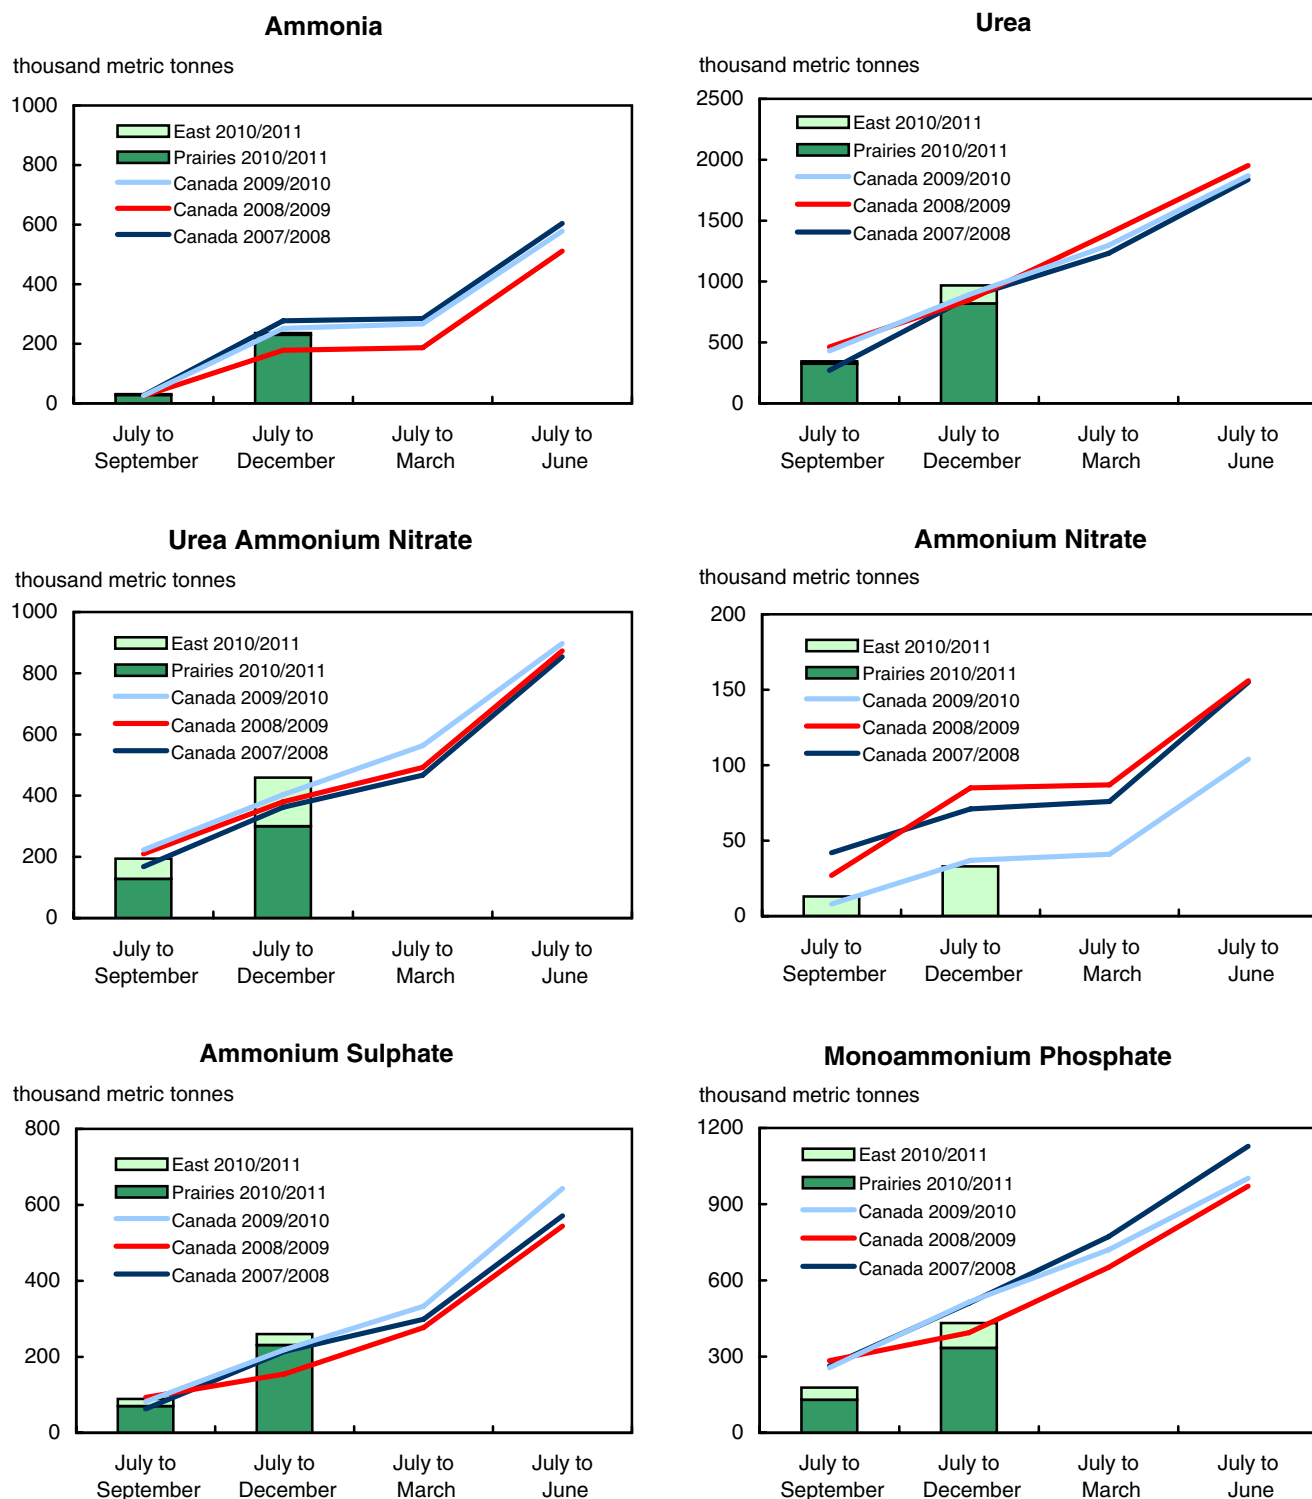 Ammonia
thousand metric tonnes
1000
800
600
400
200
0
East 2010/2011
Prairies 2010/2011
Canada 2009/2010
Canada 2008/2009
Canada 2007/2008
July to September
July to December
July to March
July to June
Urea
thousand metric tonnes
2500
2000
1500
1000
500
0
East 2010/2011
Prairies 2010/2011
Canada 2009/2010
Canada 2008/2009
Canada 2007/2008
July to September
July to December
July to March
July to June
Urea Ammonium Nitrate
thousand metric tonnes
1000
800
600
400
200
0
East 2010/2011
Prairies 2010/2011
Canada 2009/2010
Canada 2008/2009
Canada 2007/2008
July to September
July to December
July to March
July to June
Ammonium Nitrate
thousand metric tonnes
200
150
100
50
0
East 2010/2011
Prairies 2010/2011
Canada 2009/2010
Canada 2008/2009
Canada 2007/2008
July to September
July to December
July to March
July to June
Ammonium Sulphate
thousand metric tonnes
800
600
400
200
0
East 2010/2011
Prairies 2010/2011
Canada 2009/2010
Canada 2008/2009
Canada 2007/2008
July to September
July to December
July to March
July to June
Monoammonium Phosphate
thousand metric tonnes
1200
900
600
300
0
East 2010/2011
Prairies 2010/2011
Canada 2009/2010
Canada 2008/2009
Canada 2007/2008
July to September
July to December
July to March
July to June